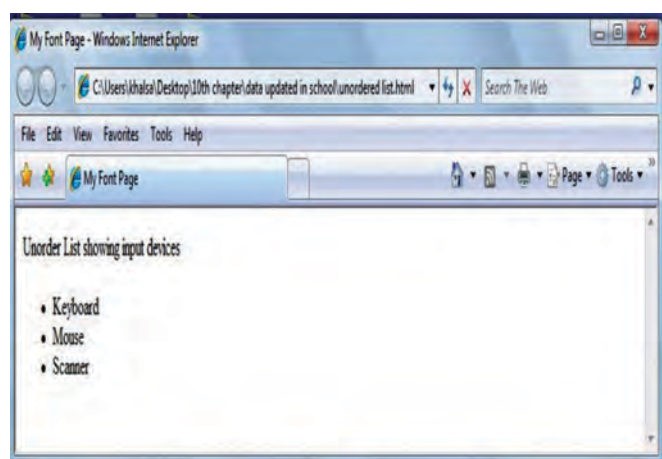 My Font Page - Windows Internet Explorer
C:\Users\khalsa\Desktop\10th chapter\data updated in school\unordered list.html Search The Web
File Edit View Favorites Tools Help
My Font Page Page Tools
Unorder List showing input devices
• Keyboard
• Mouse
• Scanner